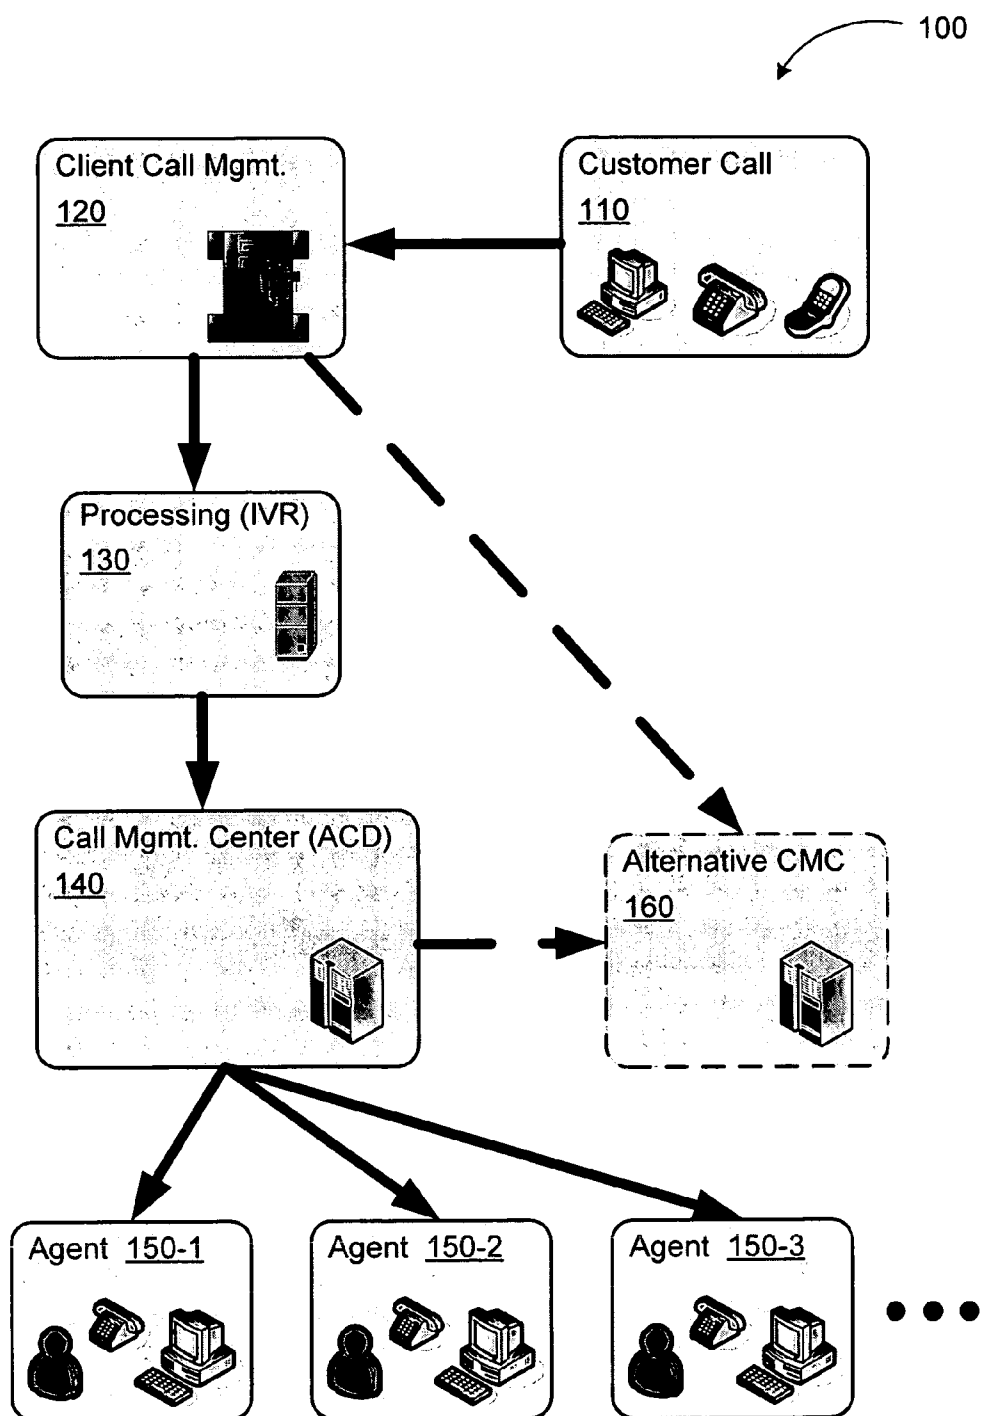 100
Client Call Mgmt.
120
Customer Call
110
Processing (IVR)
130
Call Mgmt. Center (ACD)
140
Alternative CMC
160
Agent 150-1
Agent 150-2
Agent 150-3